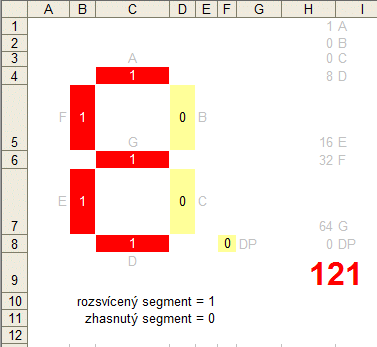 A B C D E F G H I
1 1 A
2 0 B
3 A 0 C
4 1 8 D
F 1 0 B
5 G 16 E
6 1 32 F
E 1 0 C
7 64 G
8 1 0 DP 0 DP
D
9 121
10 rozsvícený segment = 1
11 zhasnutý segment = 0
12